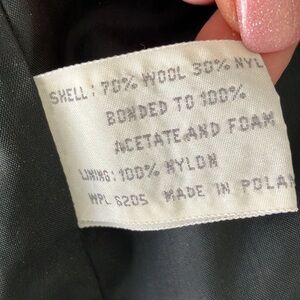 SHELL: 70% WOOL 30% NYL
BONDED TO 100%
ACETATE AND FOAM
LINING: 100% NYLON
WPL 6205 MADE IN POLAN